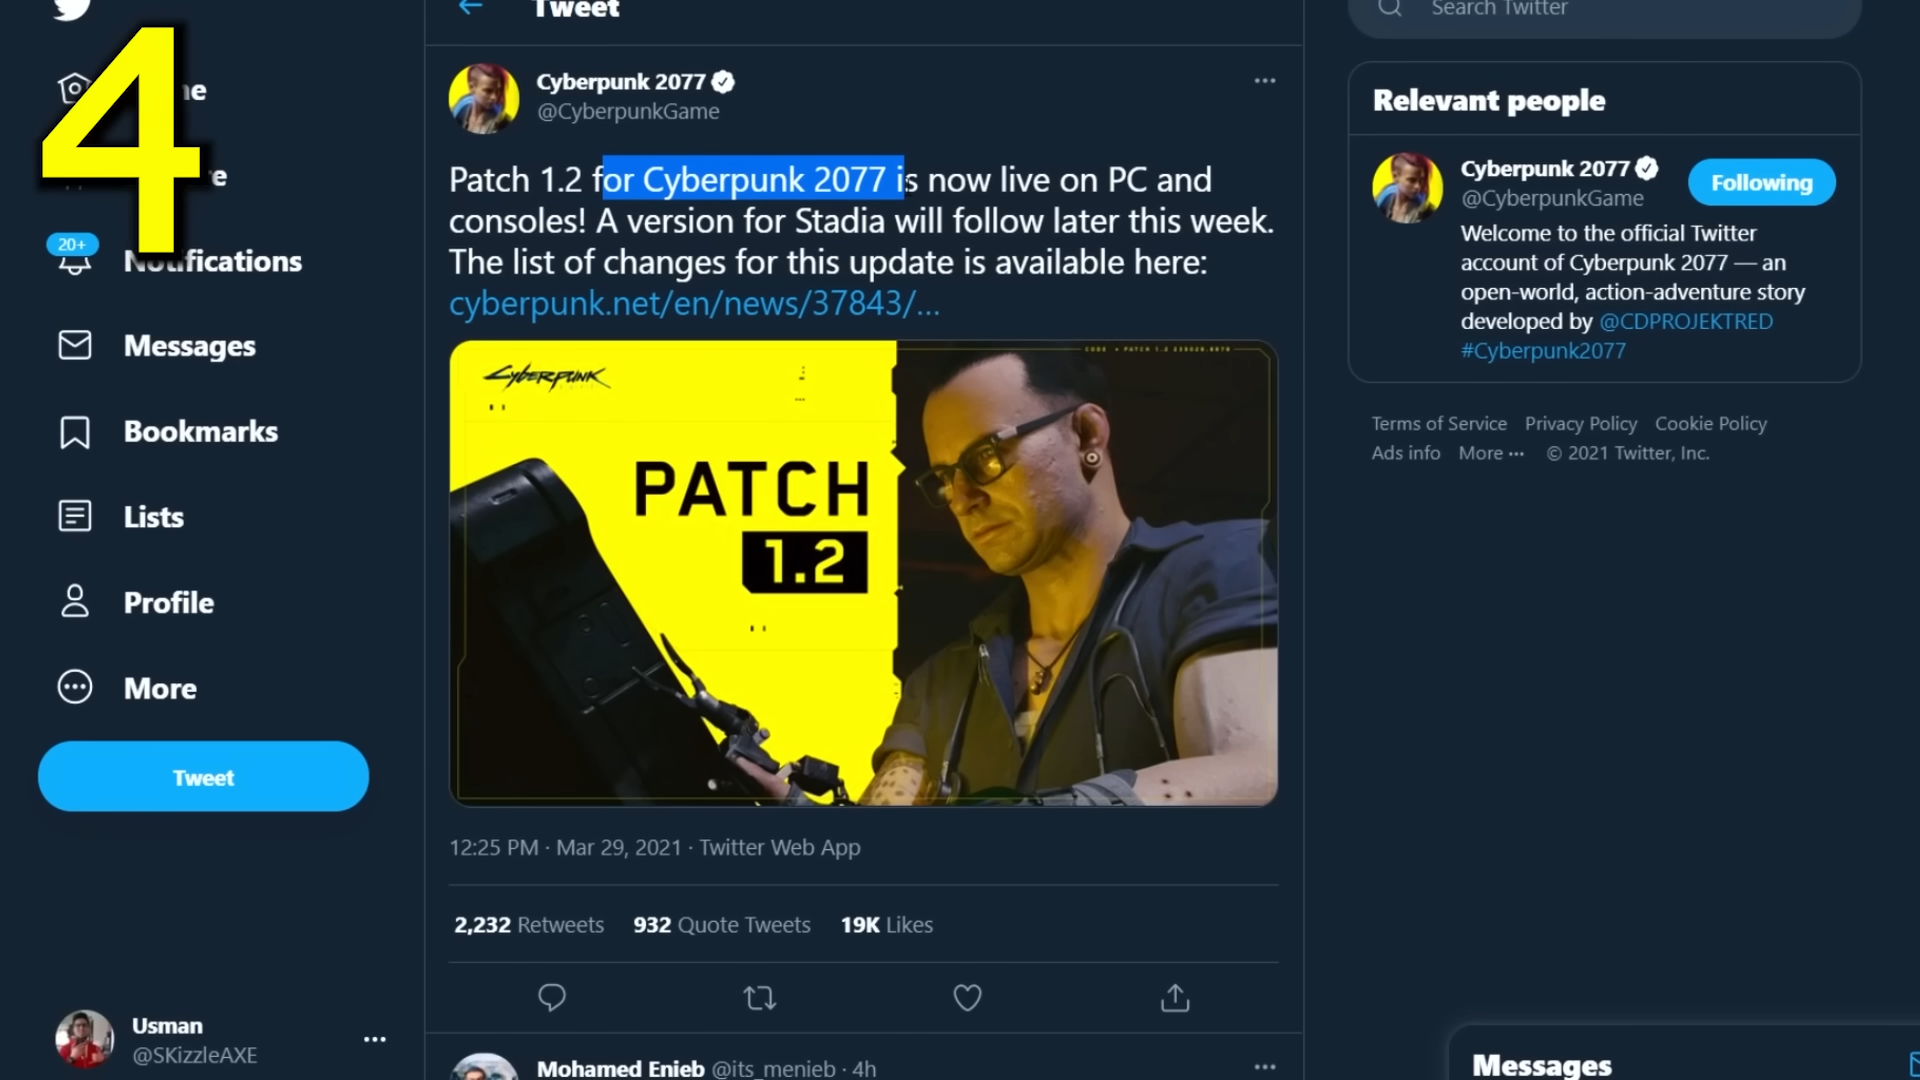 4
Tweet
Search Twitter
Notifications
20+
Messages
Bookmarks
Lists
Profile
More
Tweet
Usman
@SKizzleAXE
Cyberpunk 2077
@CyberpunkGame
Patch 1.2 for Cyberpunk 2077 is now live on PC and
consoles! A version for Stadia will follow later this week.
The list of changes for this update is available here:
cyberpunk.net/en/news/37843/...
CYBERPUNK
PATCH
1.2
12:25 PM · Mar 29, 2021 · Twitter Web App
2,232 Retweets 932 Quote Tweets 19K Likes
Mohamed Enieb @its_menieb · 4h
Relevant people
Cyberpunk 2077
@CyberpunkGame
Following
Welcome to the official Twitter
account of Cyberpunk 2077 — an
open-world, action-adventure story
developed by @CDPROJEKTRED
#Cyberpunk2077
Terms of Service Privacy Policy Cookie Policy
Ads info More ··· © 2021 Twitter, Inc.
Messages